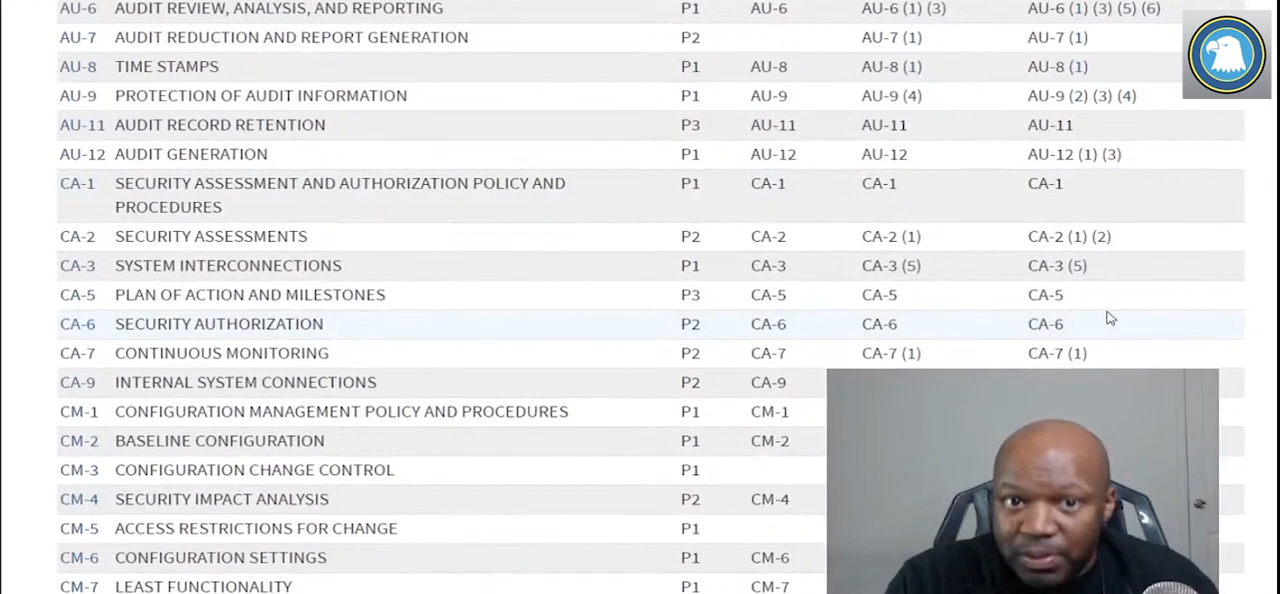 AU-6 AUDIT REVIEW, ANALYSIS, AND REPORTING P1 AU-6 AU-6 (1) (3) AU-6 (1) (3) (5) (6)
AU-7 AUDIT REDUCTION AND REPORT GENERATION P2 AU-7 (1) AU-7 (1)
AU-8 TIME STAMPS P1 AU-8 AU-8 (1) AU-8 (1)
AU-9 PROTECTION OF AUDIT INFORMATION P1 AU-9 AU-9 (4) AU-9 (2) (3) (4)
AU-11 AUDIT RECORD RETENTION P3 AU-11 AU-11 AU-11
AU-12 AUDIT GENERATION P1 AU-12 AU-12 AU-12 (1) (3)
CA-1 SECURITY ASSESSMENT AND AUTHORIZATION POLICY AND P1 CA-1 CA-1 CA-1
PROCEDURES
CA-2 SECURITY ASSESSMENTS P2 CA-2 CA-2 (1) CA-2 (1) (2)
CA-3 SYSTEM INTERCONNECTIONS P1 CA-3 CA-3 (5) CA-3 (5)
CA-5 PLAN OF ACTION AND MILESTONES P3 CA-5 CA-5 CA-5
CA-6 SECURITY AUTHORIZATION P2 CA-6 CA-6 CA-6
CA-7 CONTINUOUS MONITORING P2 CA-7 CA-7 (1) CA-7 (1)
CA-9 INTERNAL SYSTEM CONNECTIONS P2 CA-9
CM-1 CONFIGURATION MANAGEMENT POLICY AND PROCEDURES P1 CM-1
CM-2 BASELINE CONFIGURATION P1 CM-2
CM-3 CONFIGURATION CHANGE CONTROL P1
CM-4 SECURITY IMPACT ANALYSIS P2 CM-4
CM-5 ACCESS RESTRICTIONS FOR CHANGE P1
CM-6 CONFIGURATION SETTINGS P1 CM-6
CM-7 LEAST FUNCTIONALITY P1 CM-7